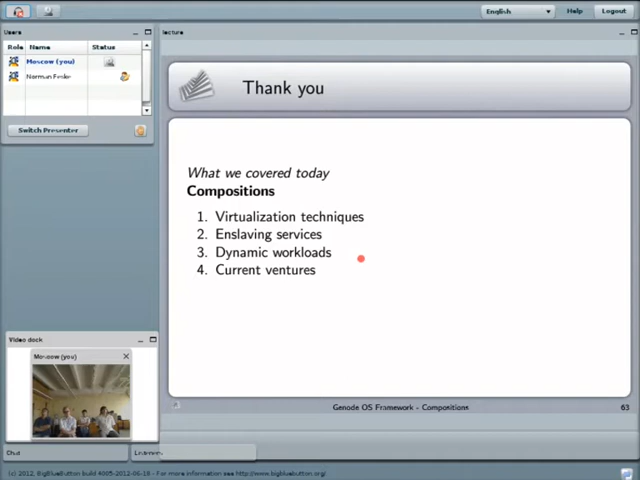 English
Help
Logout
Users
lecture
Role Name Status
Moscow (you)
Norman Feske
Switch Presenter
Thank you
What we covered today
Compositions
1. Virtualization techniques
2. Enslaving services
3. Dynamic workloads
4. Current ventures
Video dock
Moscow (you)
Genode OS Framework - Compositions
63
Chat
Listeners
(c) 2012, BigBlueButton build 4005-2012-06-19 - For more information see http://www.bigbluebutton.org/